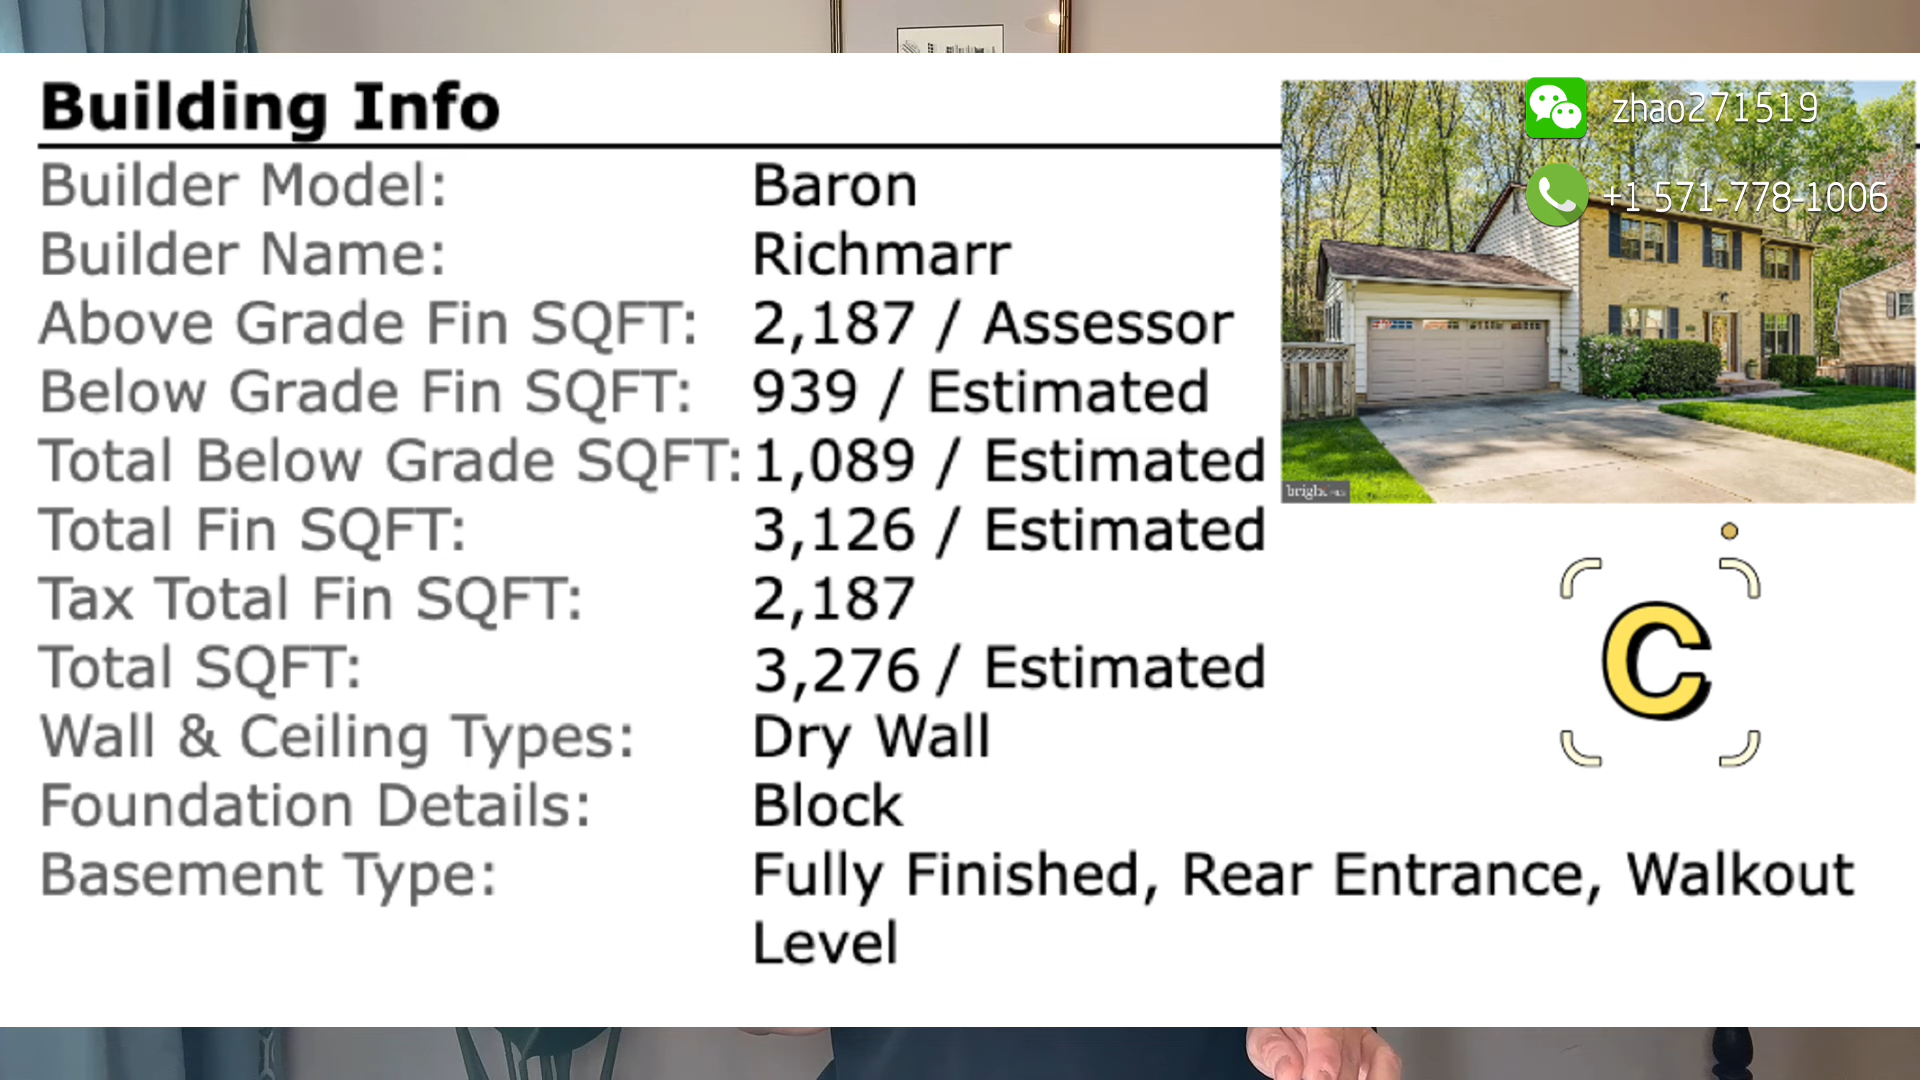 Building Info
zhao271519
+1 571-778-1006
Builder Model: Baron
Builder Name: Richmarr
Above Grade Fin SQFT: 2,187 / Assessor
Below Grade Fin SQFT: 939 / Estimated
Total Below Grade SQFT: 1,089 / Estimated
bright MLS
Total Fin SQFT: 3,126 / Estimated
Tax Total Fin SQFT: 2,187
Total SQFT: 3,276 / Estimated
C
Wall & Ceiling Types: Dry Wall
Foundation Details: Block
Basement Type: Fully Finished, Rear Entrance, Walkout
Level